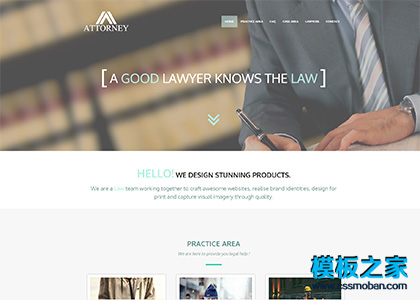 ATTORNEY
HOME PRACTICE AREA FAQ LAWYERS CONTACT
[ A GOOD LAWYER KNOWS THE LAW ]
HELLO! WE DESIGN STUNNING PRODUCTS.
We are a Law team working together to craft awesome websites, realise brand identities, design for
print and capture visual imagery through quality.
PRACTICE AREA
We are here to provide you legal help !
模板之家
www.cssmoban.com